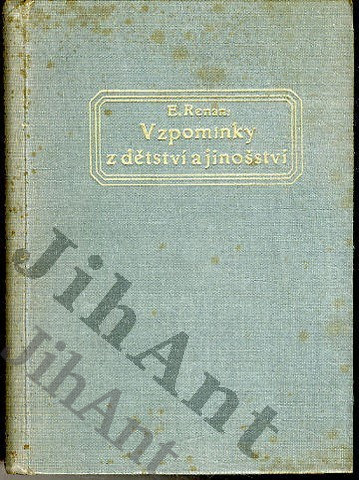 E. Renan:
Vzpomínky
z dětství a jinošství
JihAnt
JihAnt